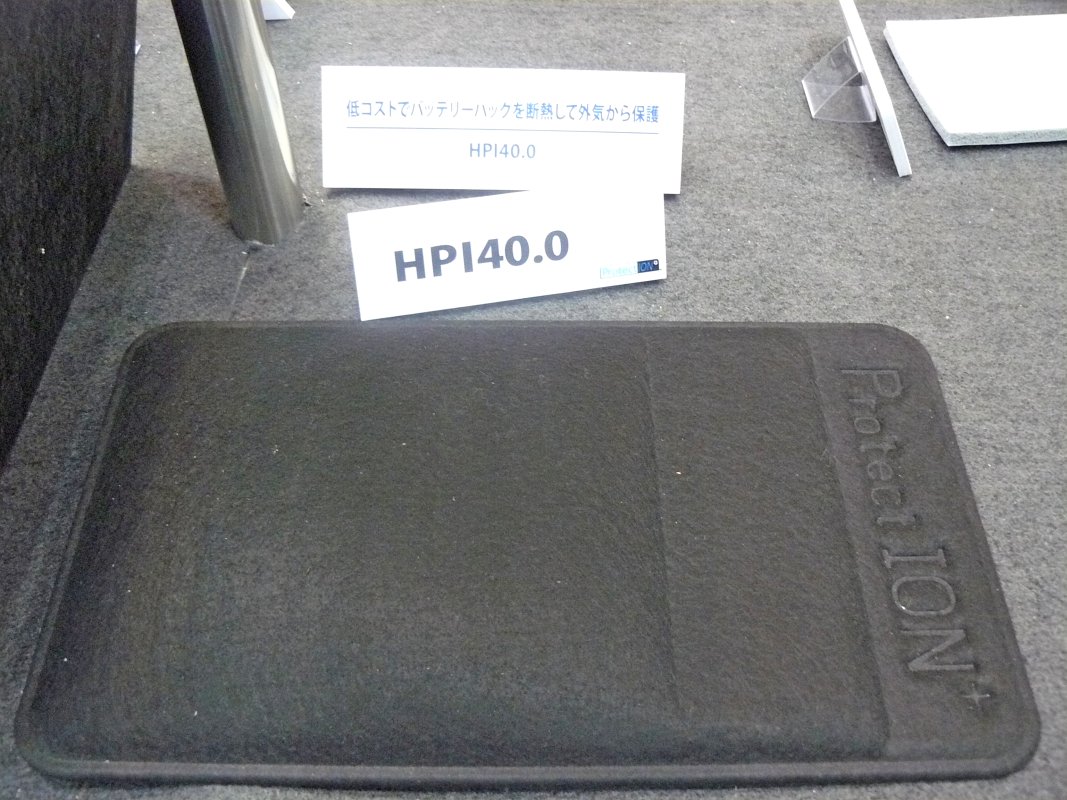 低コストでバッテリーパックを断熱して外気から保護
HPI40.0
HPI40.0
ProtectION+
Protect ION+